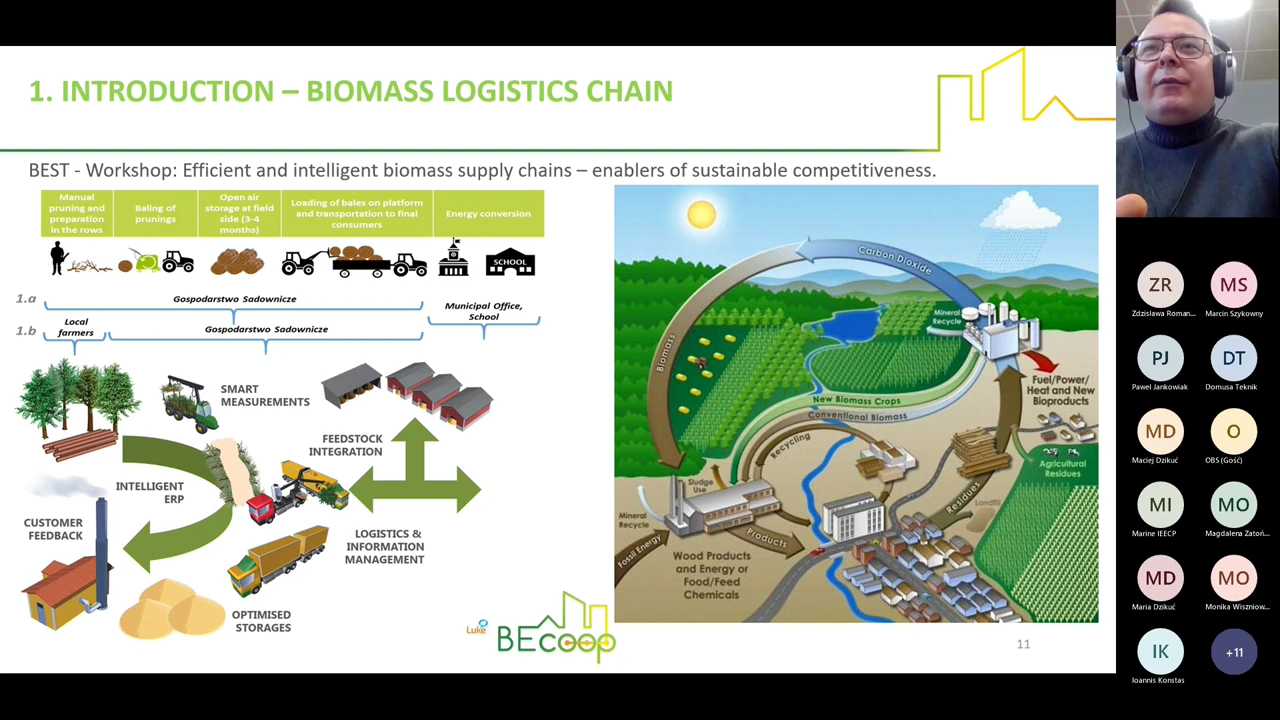 1. INTRODUCTION – BIOMASS LOGISTICS CHAIN
BEST - Workshop: Efficient and intelligent biomass supply chains – enablers of sustainable competitiveness.
Manual
pruning and
preparation
in the rows
Baling of
prunings
Open air
storage at field
side (3-4
months)
Loading of bales on platform
and transportation to final
consumers
Energy conversion
SCHOOL
1.a
Gospodarstwo Sadownicze
Municipal Office,
School
1.b
Local
farmers
Gospodarstwo Sadownicze
SMART
MEASUREMENTS
FEEDSTOCK
INTEGRATION
INTELLIGENT
ERP
CUSTOMER
FEEDBACK
LOGISTICS &
INFORMATION
MANAGEMENT
OPTIMISED
STORAGES
Luke
BEcoop
11
Carbon Dioxide
Biomass
Mineral
Recycle
Fuel/Power/
Heat and New
Bioproducts
New Biomass Crops
Conventional Biomass
Recycling
Agricultural
Residues
Sludge
Use
Landfill
Residues
Mineral
Recycle
Products
Fossil Energy
Wood Products
and Energy or
Food/Feed
Chemicals
ZR
Zdzisława Roman...
MS
Marcin Szykowny
PJ
Paweł Jankowiak
DT
Domusa Teknik
MD
Maciej Dzikuć
O
OBS (Gość)
MI
Marine IEECP
MO
Magdalena Zatoń...
MD
Maria Dzikuć
MO
Monika Wiszniow...
IK
Ioannis Konstas
+11